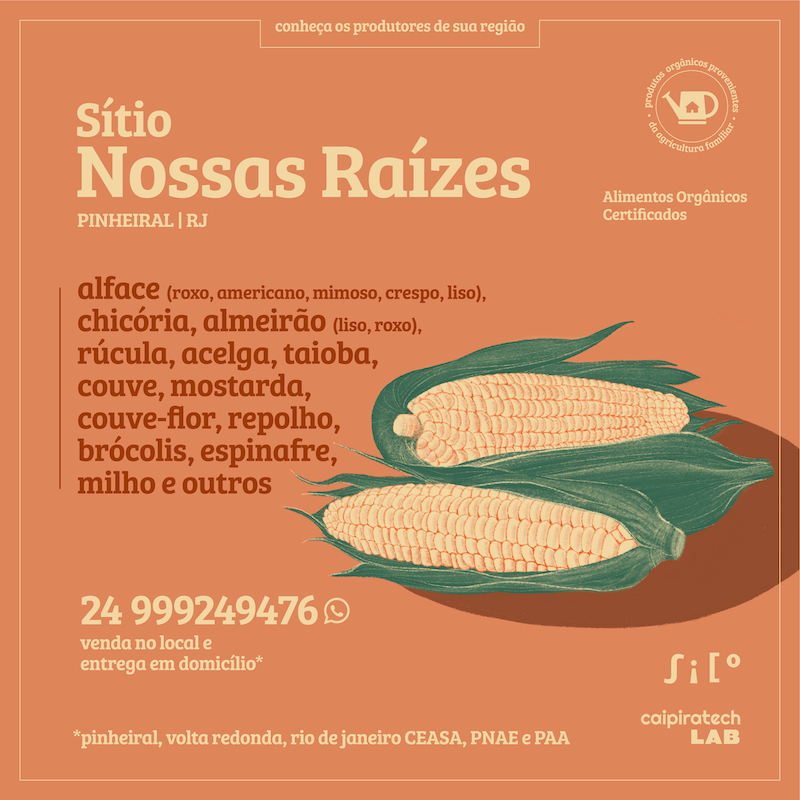 conheça os produtores de sua região
produtos orgânicos provenientes
da agricultura familiar
Sítio
Nossas Raízes
PINHEIRAL | RJ
Alimentos Orgânicos
Certificados
alface (roxo, americano, mimoso, crespo, liso),
chicória, almeirão (liso, roxo),
rúcula, acelga, taioba,
couve, mostarda,
couve-flor, repolho,
brócolis, espinafre,
milho e outros
24 999249476
venda no local e
entrega em domicílio*
*pinheiral, volta redonda, rio de janeiro CEASA, PNAE e PAA
caipiratech
LAB